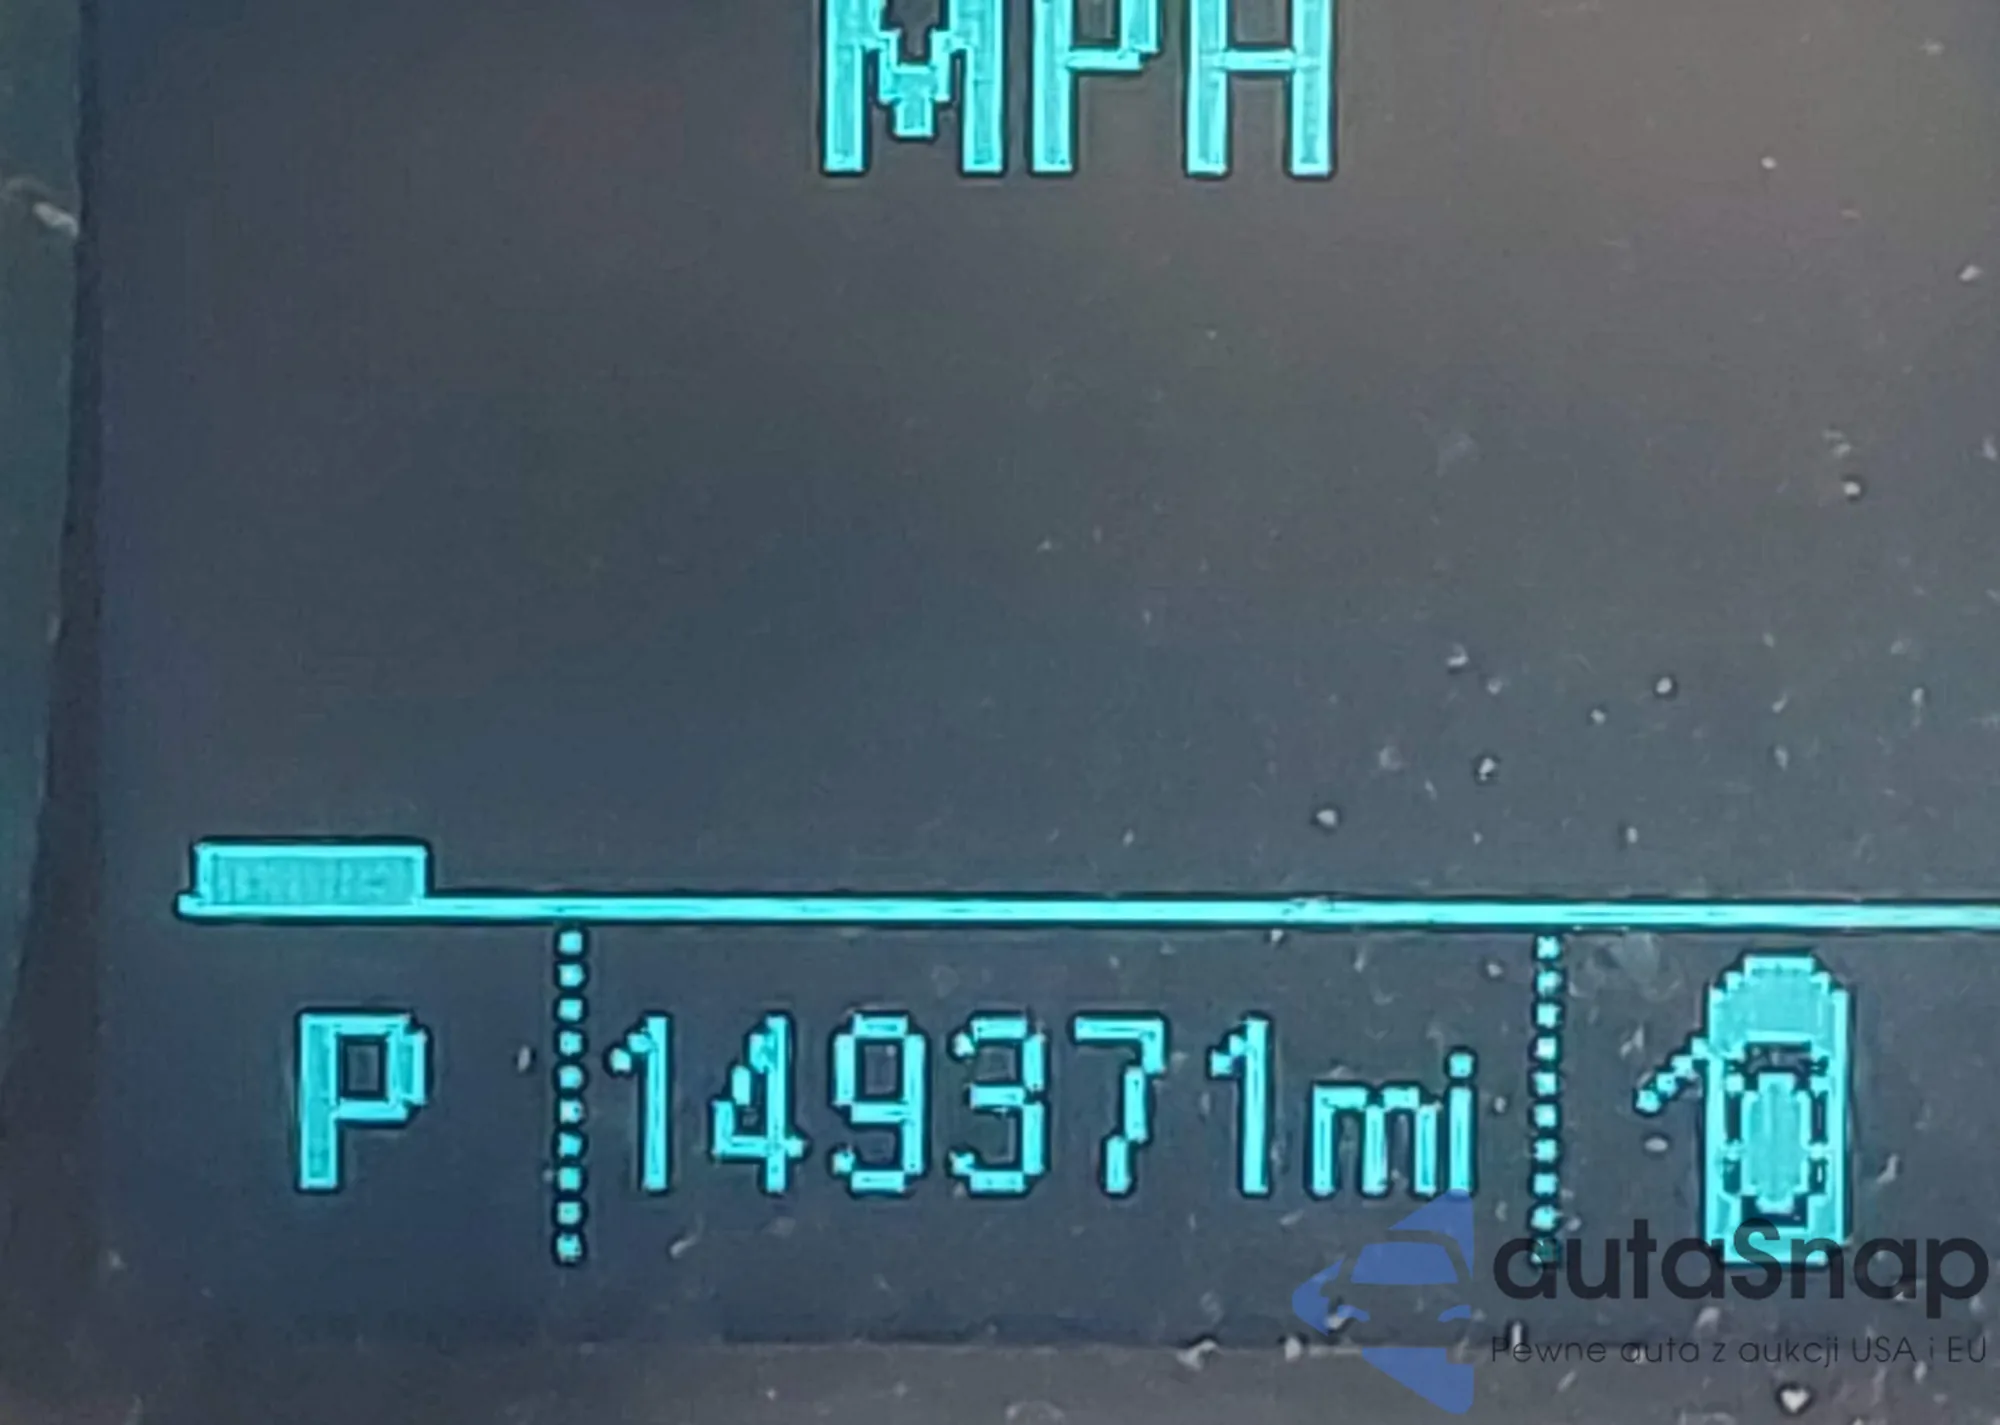 MPH
P 149371mi
autaSnap
Pewne auta z aukcji USA i EU